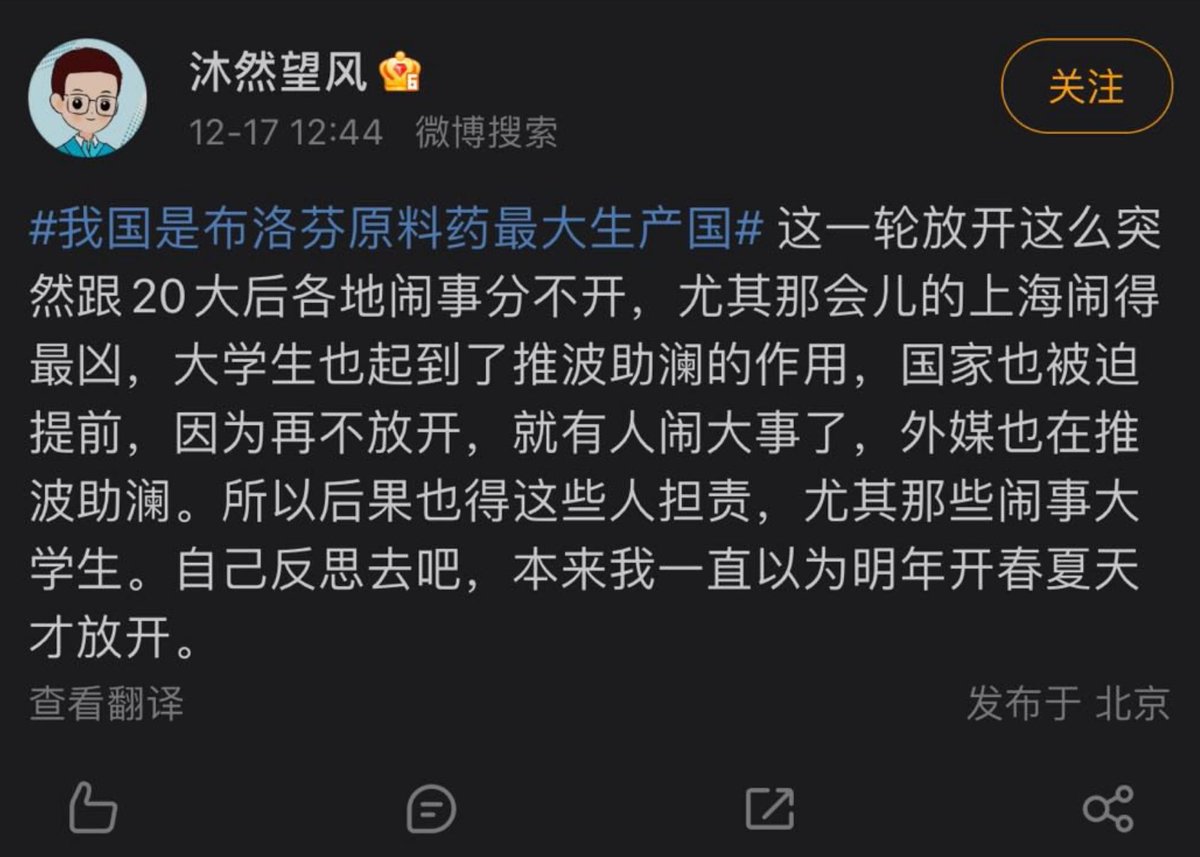 沐然望风
6
关注
12-17 12:44 微博搜索
#我国是布洛芬原料药最大生产国# 这一轮放开这么突
然跟20大后各地闹事分不开，尤其那会儿的上海闹得
最凶，大学生也起到了推波助澜的作用，国家也被迫
提前，因为再不放开，就有人闹大事了，外媒也在推
波助澜。所以后果也得这些人担责，尤其那些闹事大
学生。自己反思去吧，本来我一直以为明年开春夏天
才放开。
查看翻译
发布于 北京